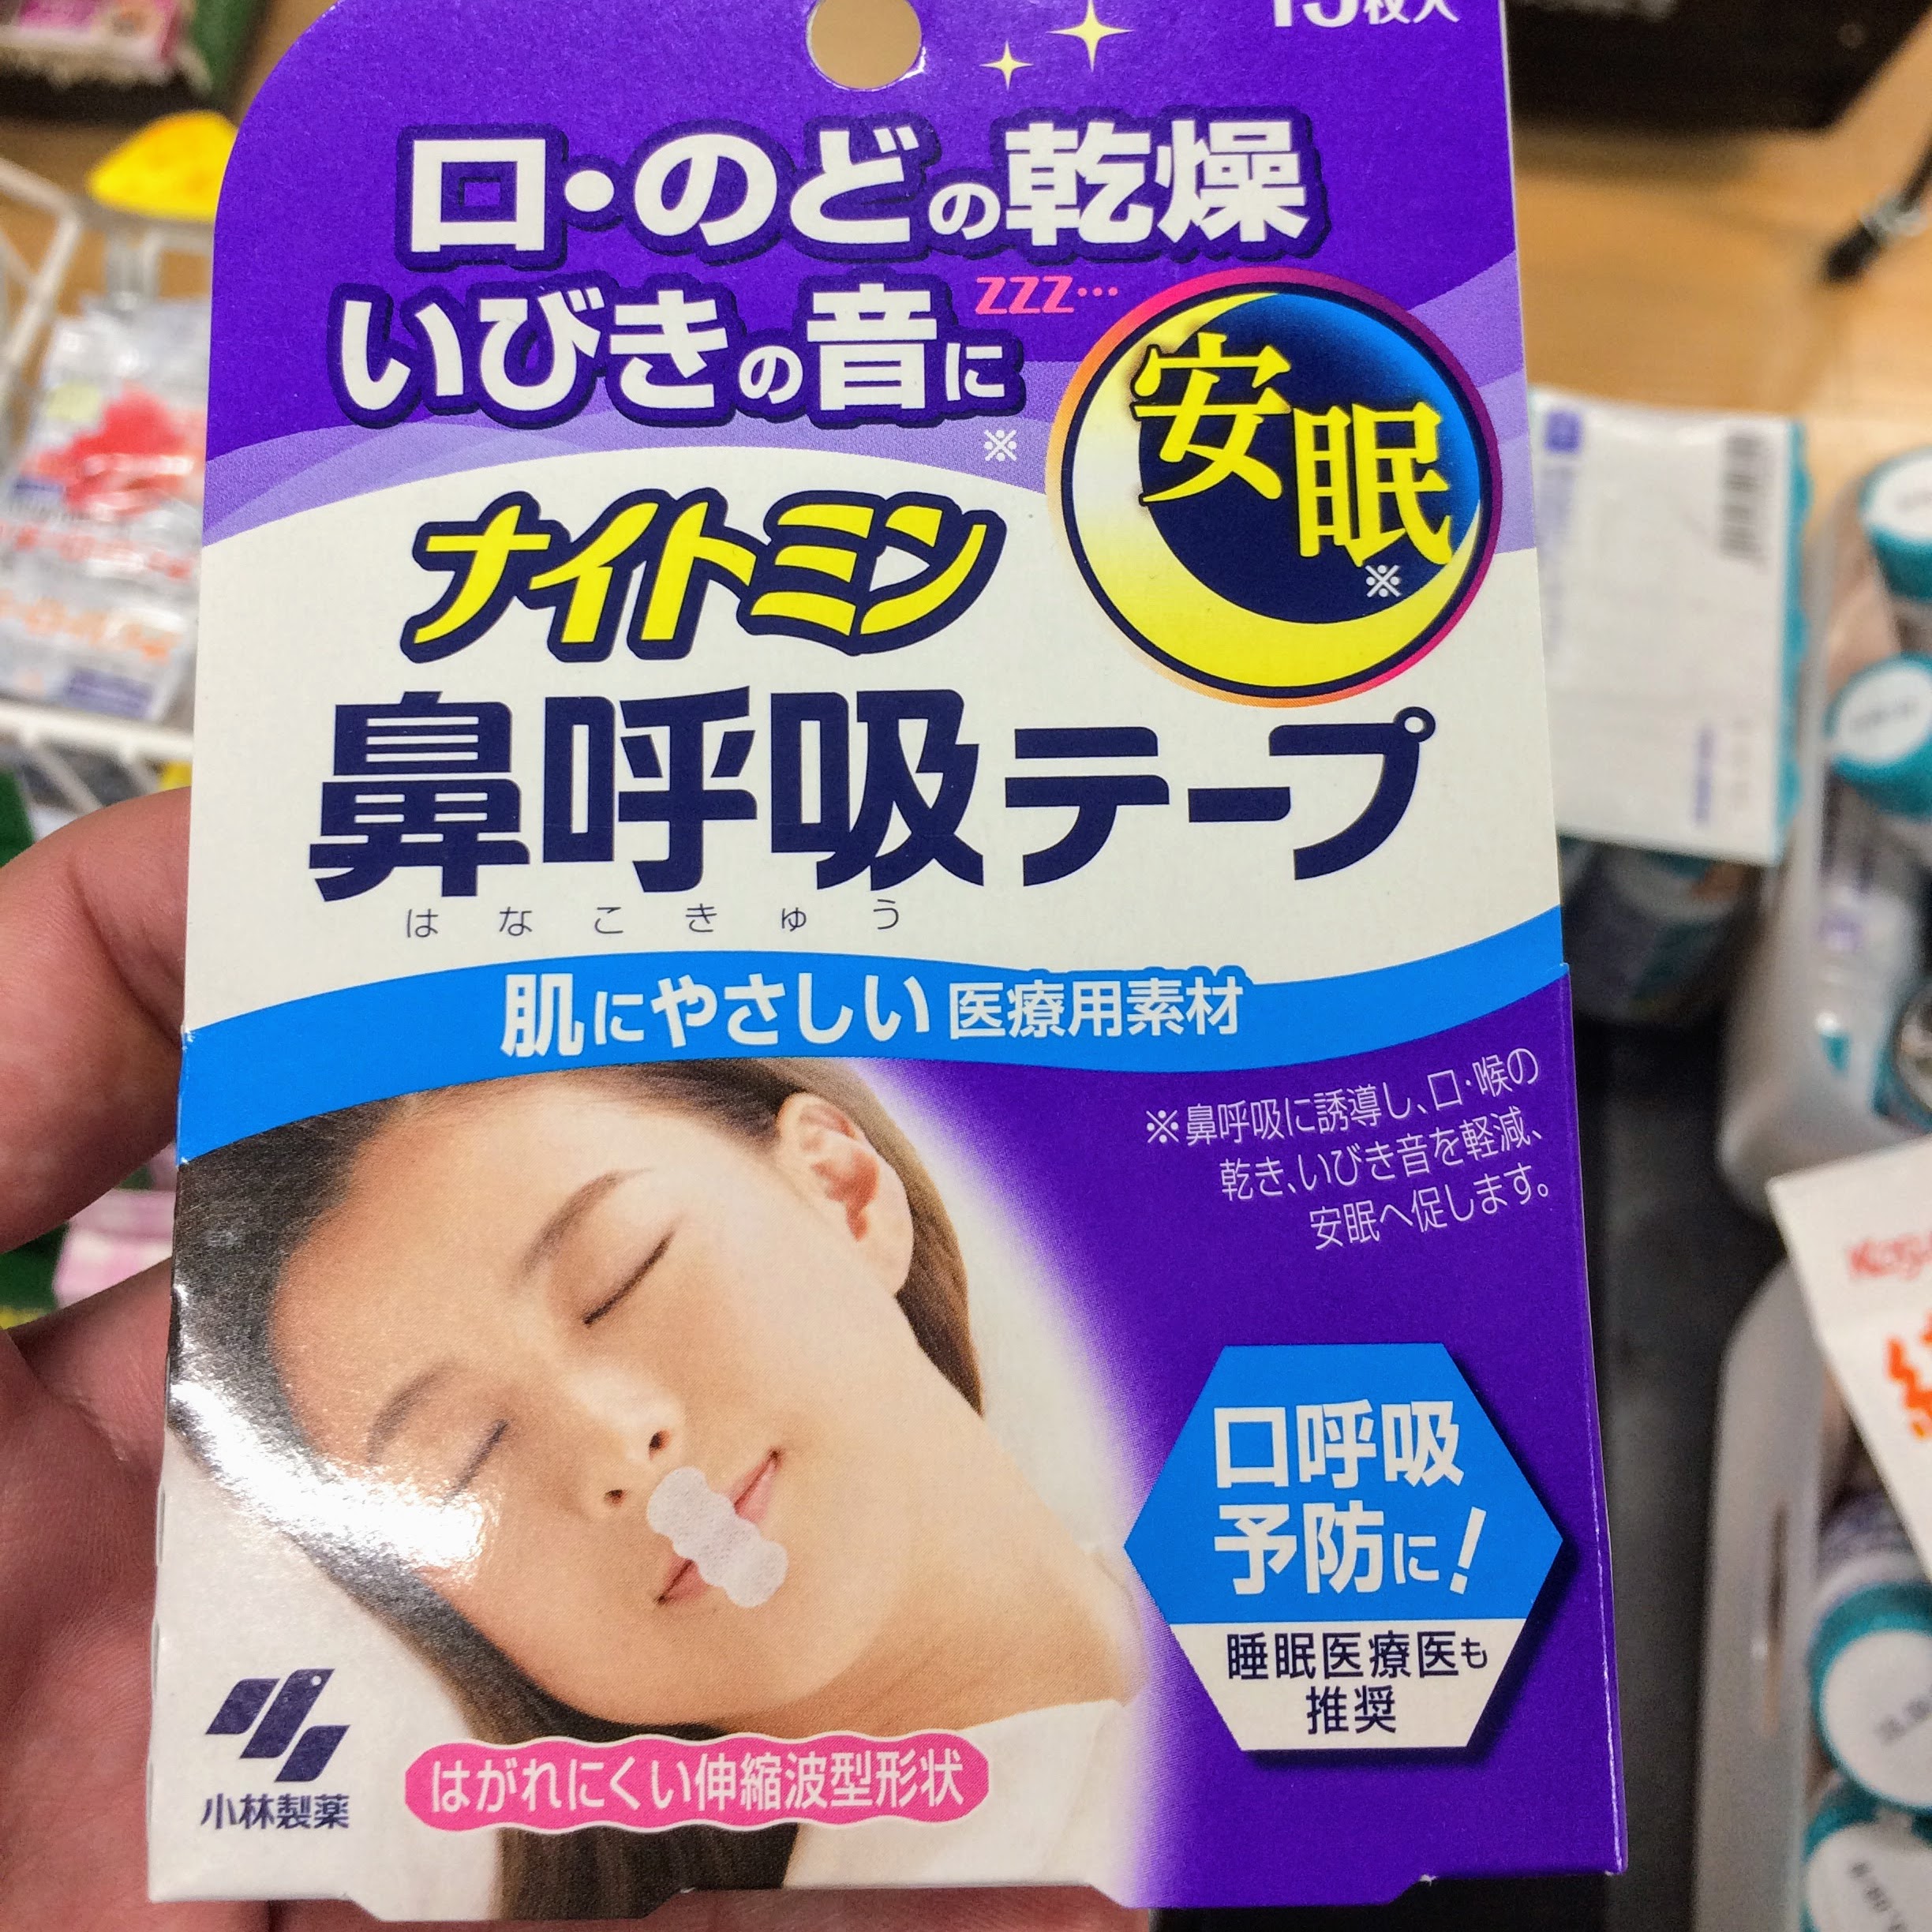 15枚入
口・のどの乾燥
いびきの音に
zzz…
※
安眠
※
ナイトミン
鼻呼吸テープ
はなこきゅう
肌にやさしい医療用素材
※鼻呼吸に誘導し、口・喉の
乾き、いびき音を軽減、
安眠へ促します。
口呼吸
予防に!
睡眠医療医も
推奨
はがれにくい伸縮波型形状
小林製薬